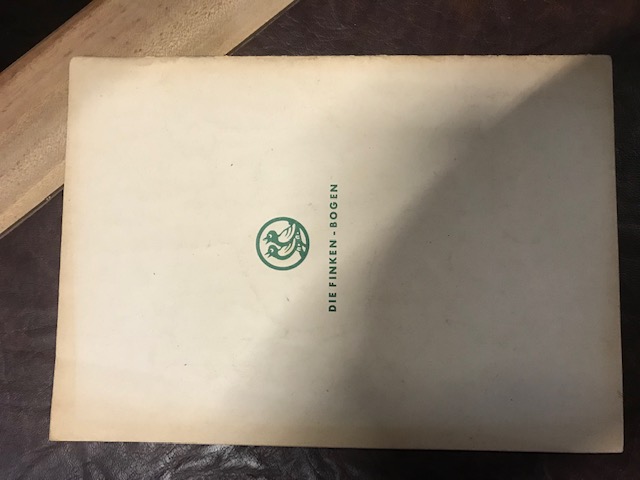 DIE FINKEN - BOGEN